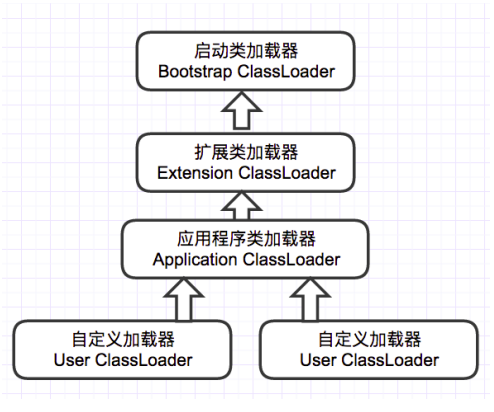 启动类加载器
Bootstrap ClassLoader
扩展类加载器
Extension ClassLoader
应用程序类加载器
Application ClassLoader
自定义加载器
User ClassLoader
自定义加载器
User ClassLoader